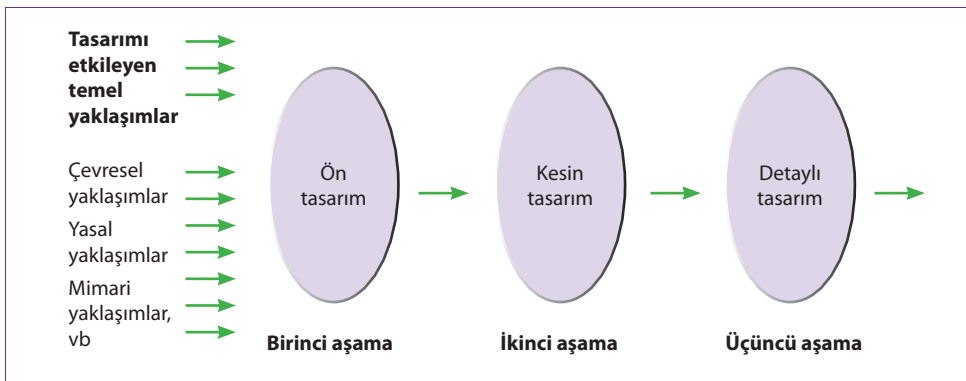 Tasarımı
etkileyen
temel
yaklaşımlar
Çevresel
yaklaşımlar
Yasal
yaklaşımlar
Mimari
yaklaşımlar,
vb
Ön
tasarım
Birinci aşama
Kesin
tasarım
İkinci aşama
Detaylı
tasarım
Üçüncü aşama